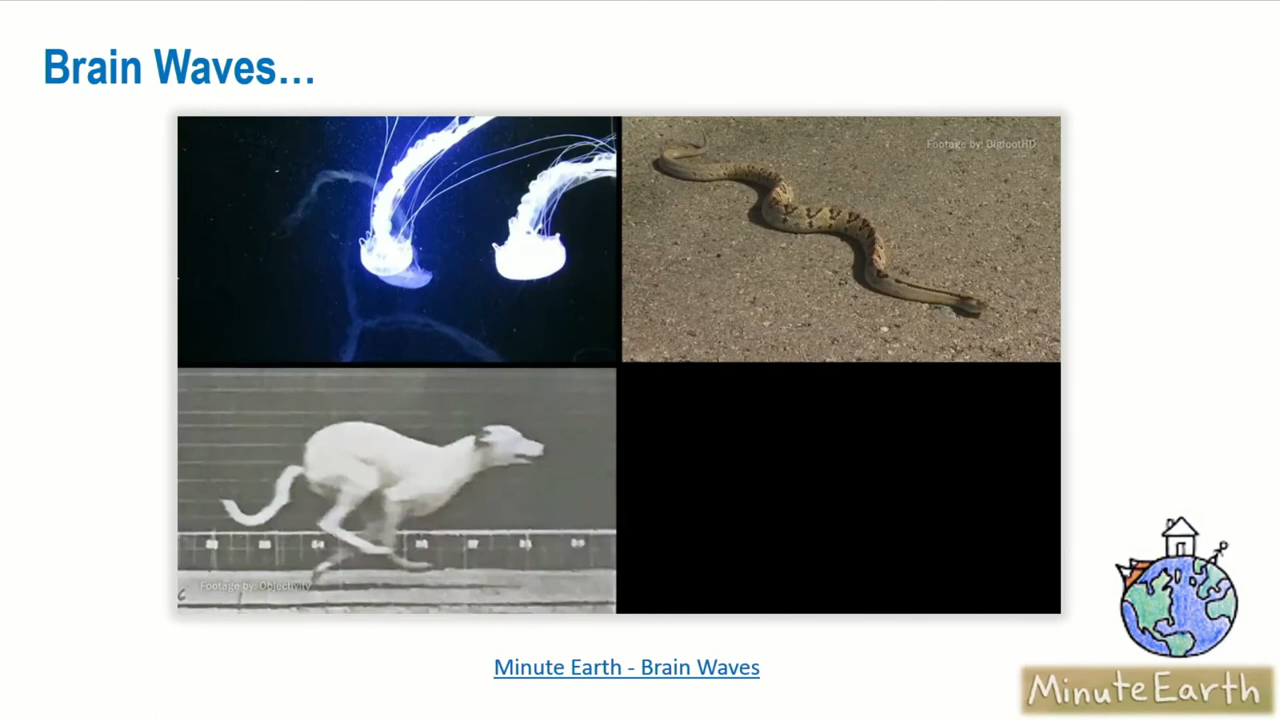 Brain Waves…
Footage by: BigfootHD
Footage by: Objectivity
Minute Earth - Brain Waves
MinuteEarth